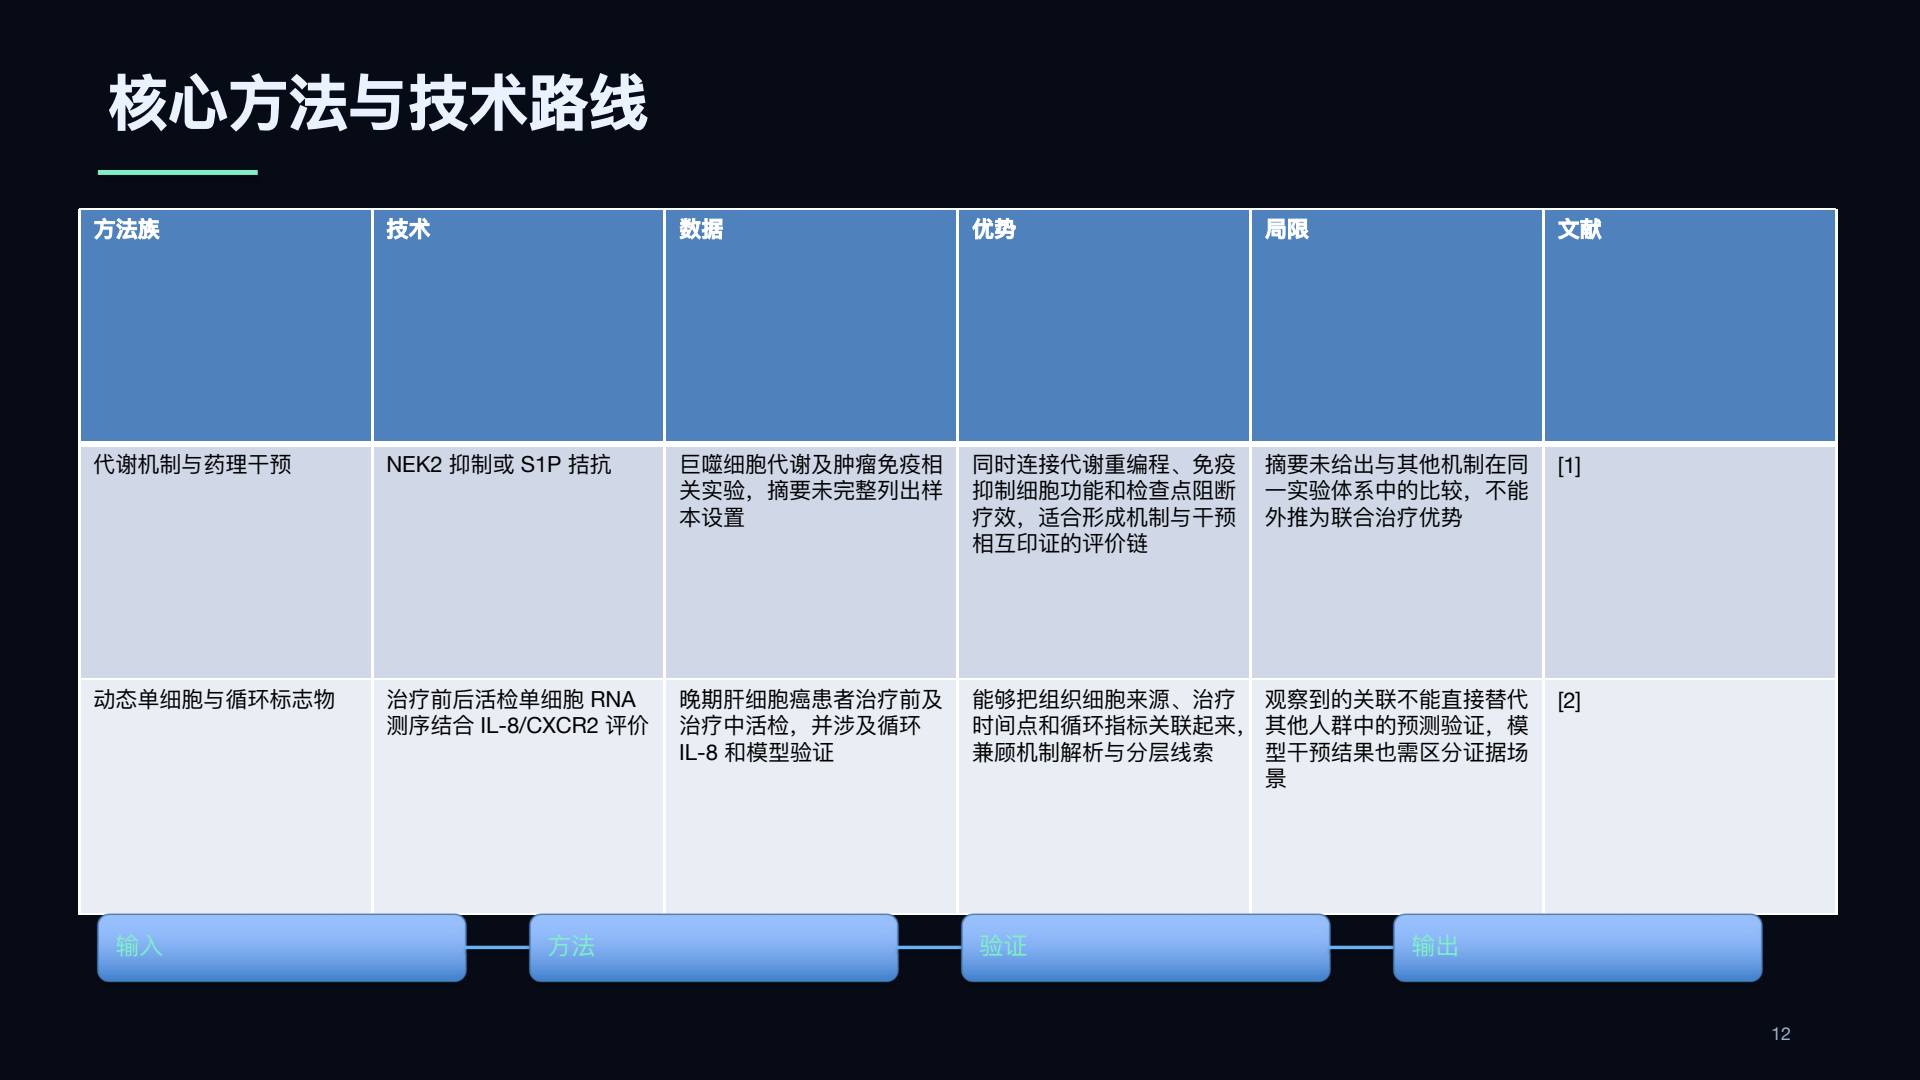 核心方法与技术路线
方法族
技术
数据
优势
局限
文献
代谢机制与药理干预
NEK2 抑制或 S1P 拮抗
巨噬细胞代谢及肿瘤免疫相
关实验，摘要未完整列出样
本设置
同时连接代谢重编程、免疫
抑制细胞功能和检查点阻断
疗效，适合形成机制与干预
相互印证的评价链
摘要未给出与其他机制在同
一实验体系中的比较，不能
外推为联合治疗优势
[1]
动态单细胞与循环标志物
治疗前后活检单细胞 RNA
测序结合 IL-8/CXCR2 评价
晚期肝细胞癌患者治疗前及
治疗中活检，并涉及循环
IL-8 和模型验证
能够把组织细胞来源、治疗
时间点和循环指标关联起来，
兼顾机制解析与分层线索
观察到的关联不能直接替代
其他人群中的预测验证，模
型干预结果也需区分证据场
景
[2]
输入
方法
验证
输出
12